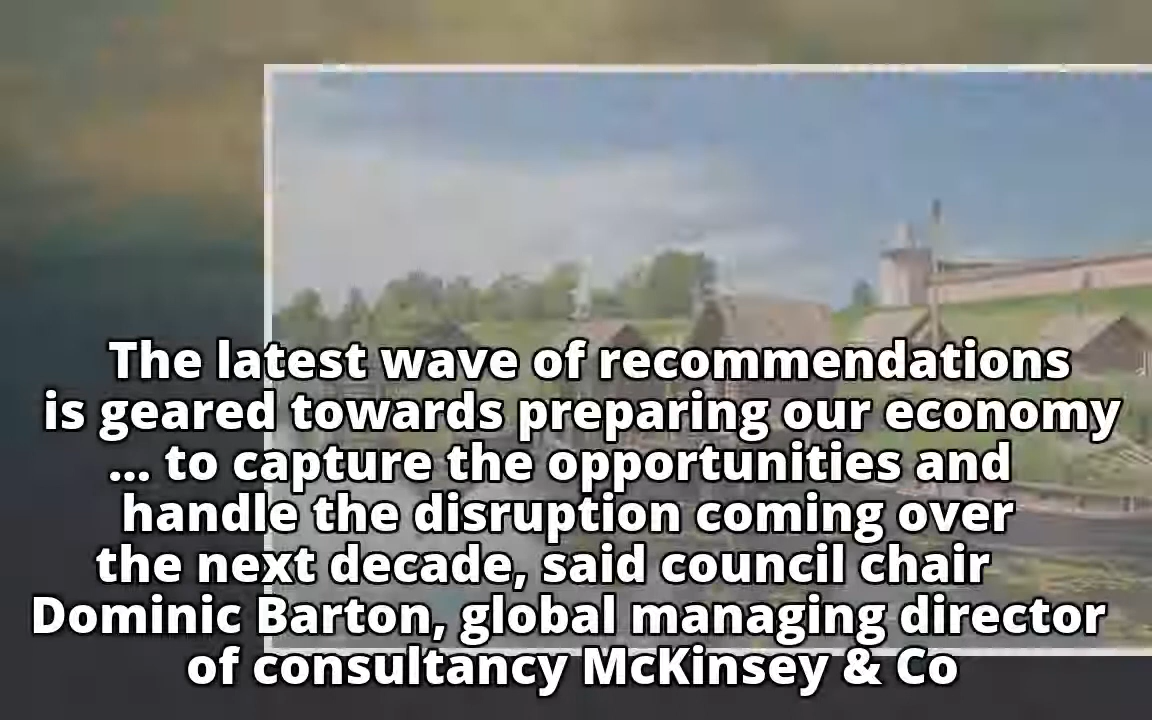 The latest wave of recommendations
is geared towards preparing our economy
... to capture the opportunities and
handle the disruption coming over
the next decade, said council chair
Dominic Barton, global managing director
of consultancy McKinsey & Co